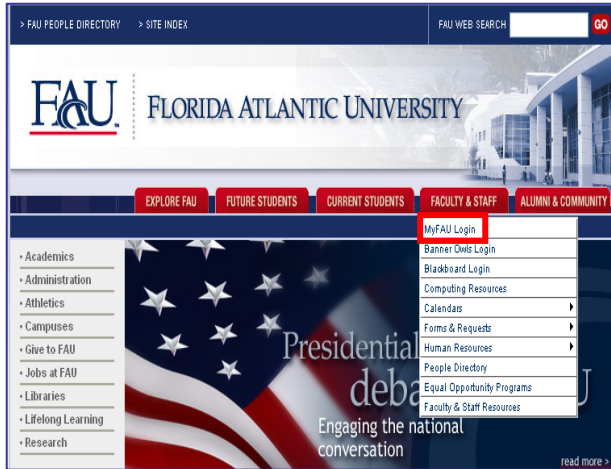 > FAU PEOPLE DIRECTORY > SITE INDEX FAU WEB SEARCH GO
FAU FLORIDA ATLANTIC UNIVERSITY
EXPLORE FAU FUTURE STUDENTS CURRENT STUDENTS FACULTY & STAFF ALUMNI & COMMUNITY
MyFAU Login
Banner Owls Login
Blackboard Login
Computing Resources
Calendars
Forms & Requests
Human Resources
People Directory
Equal Opportunity Programs
Faculty & Staff Resources
• Academics
• Administration
• Athletics
• Campuses
• Give to FAU
• Jobs at FAU
• Libraries
• Lifelong Learning
• Research
Presidential
deba U
Engaging the national
conversation
read more >